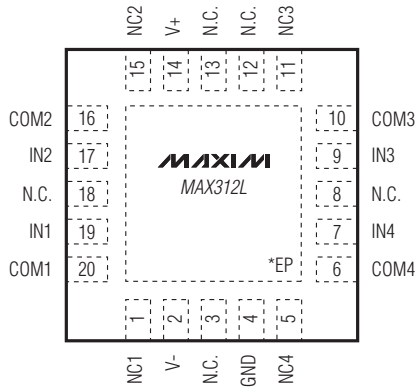 NC2 V+ N.C. N.C. NC3
15 14 13 12 11
COM2 16 10 COM3
IN2 17 MAXIM 9 IN3
N.C. 18 MAX312L 8 N.C.
IN1 19 7 IN4
COM1 20 *EP 6 COM4
1 2 3 4 5
NC1 V- N.C. GND NC4